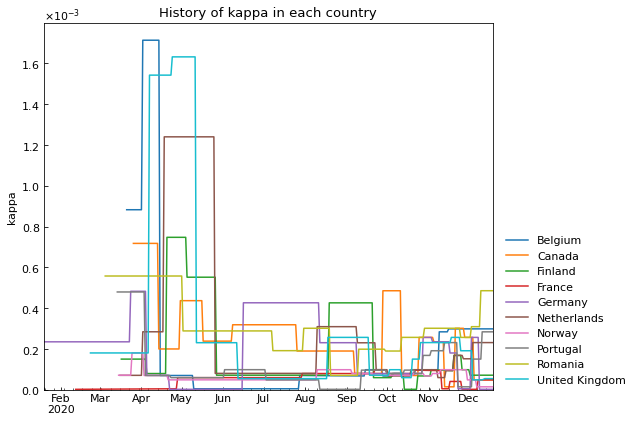 History of kappa in each country
×10⁻³
1.6
1.4
1.2
1.0
0.8
0.6
0.4
0.2
0.0
kappa
Feb Mar Apr May Jun Jul Aug Sep Oct Nov Dec
2020
Belgium
Canada
Finland
France
Germany
Netherlands
Norway
Portugal
Romania
United Kingdom